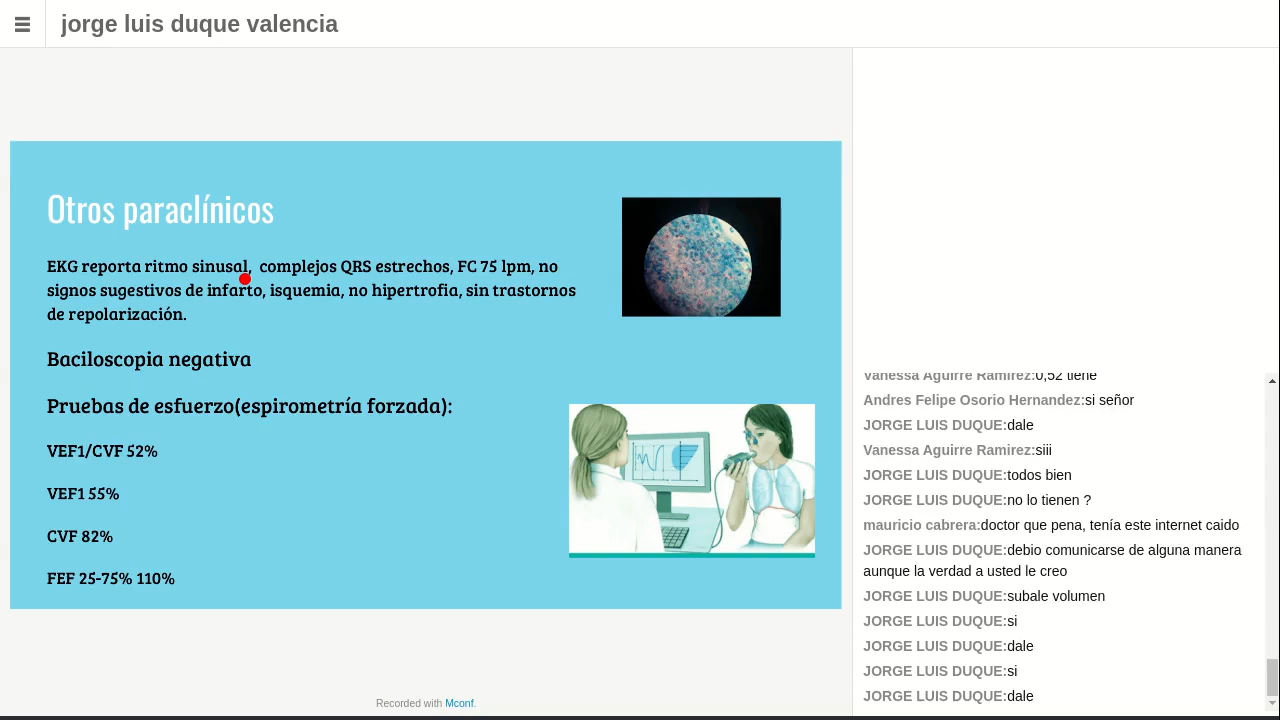 jorge luis duque valencia
Otros paraclínicos
EKG reporta ritmo sinusal, complejos QRS estrechos, FC 75 lpm, no
signos sugestivos de infarto, isquemia, no hipertrofia, sin trastornos
de repolarización.
Baciloscopia negativa
Pruebas de esfuerzo(espirometría forzada):
VEF1/CVF 52%
VEF1 55%
CVF 82%
FEF 25-75% 110%
Recorded with Mconf.
Vanessa Aguirre Ramirez:0,52 tiene
Andres Felipe Osorio Hernandez:si señor
JORGE LUIS DUQUE:dale
Vanessa Aguirre Ramirez:siii
JORGE LUIS DUQUE:todos bien
JORGE LUIS DUQUE:no lo tienen ?
mauricio cabrera:doctor que pena, tenía este internet caido
JORGE LUIS DUQUE:debio comunicarse de alguna manera
aunque la verdad a usted le creo
JORGE LUIS DUQUE:subale volumen
JORGE LUIS DUQUE:si
JORGE LUIS DUQUE:dale
JORGE LUIS DUQUE:si
JORGE LUIS DUQUE:dale